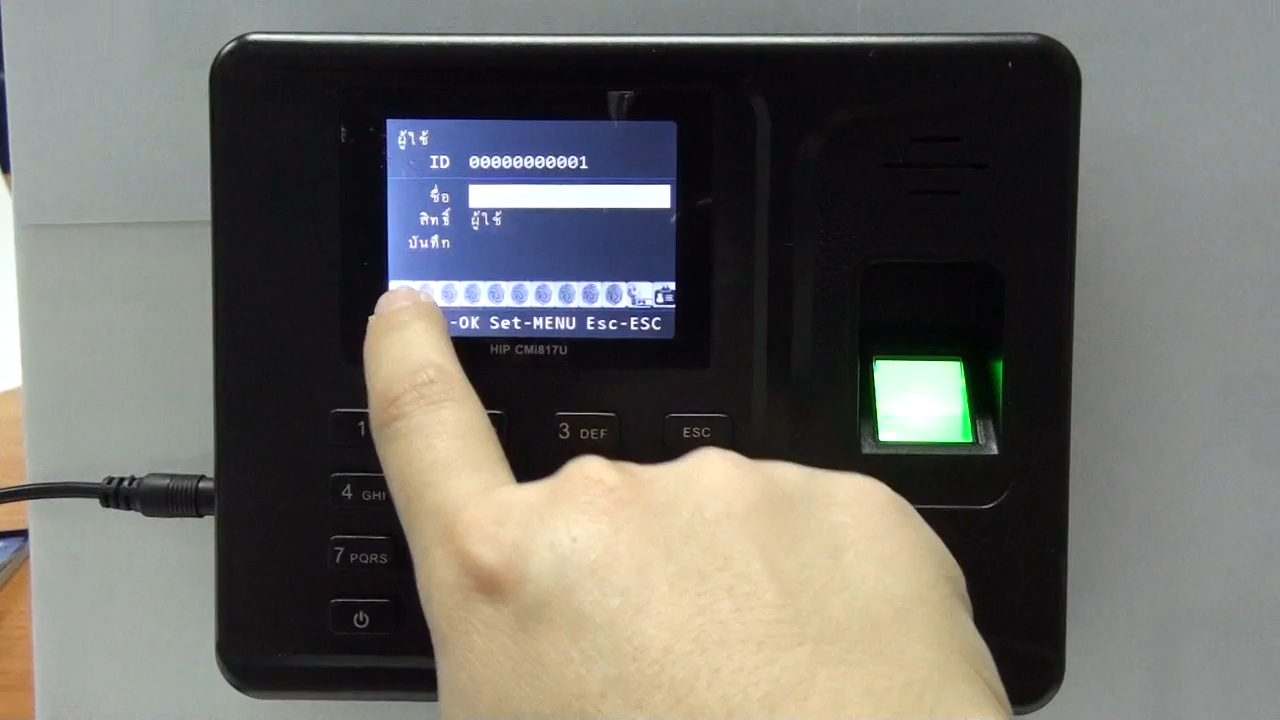 ผู้ใช้
ID 00000000001
ชื่อ
สิทธิ์ ผู้ใช้
บันทึก
-OK Set-MENU Esc-ESC
HIP CMi817U
1 3 DEF ESC
4 GHI
7 PQRS